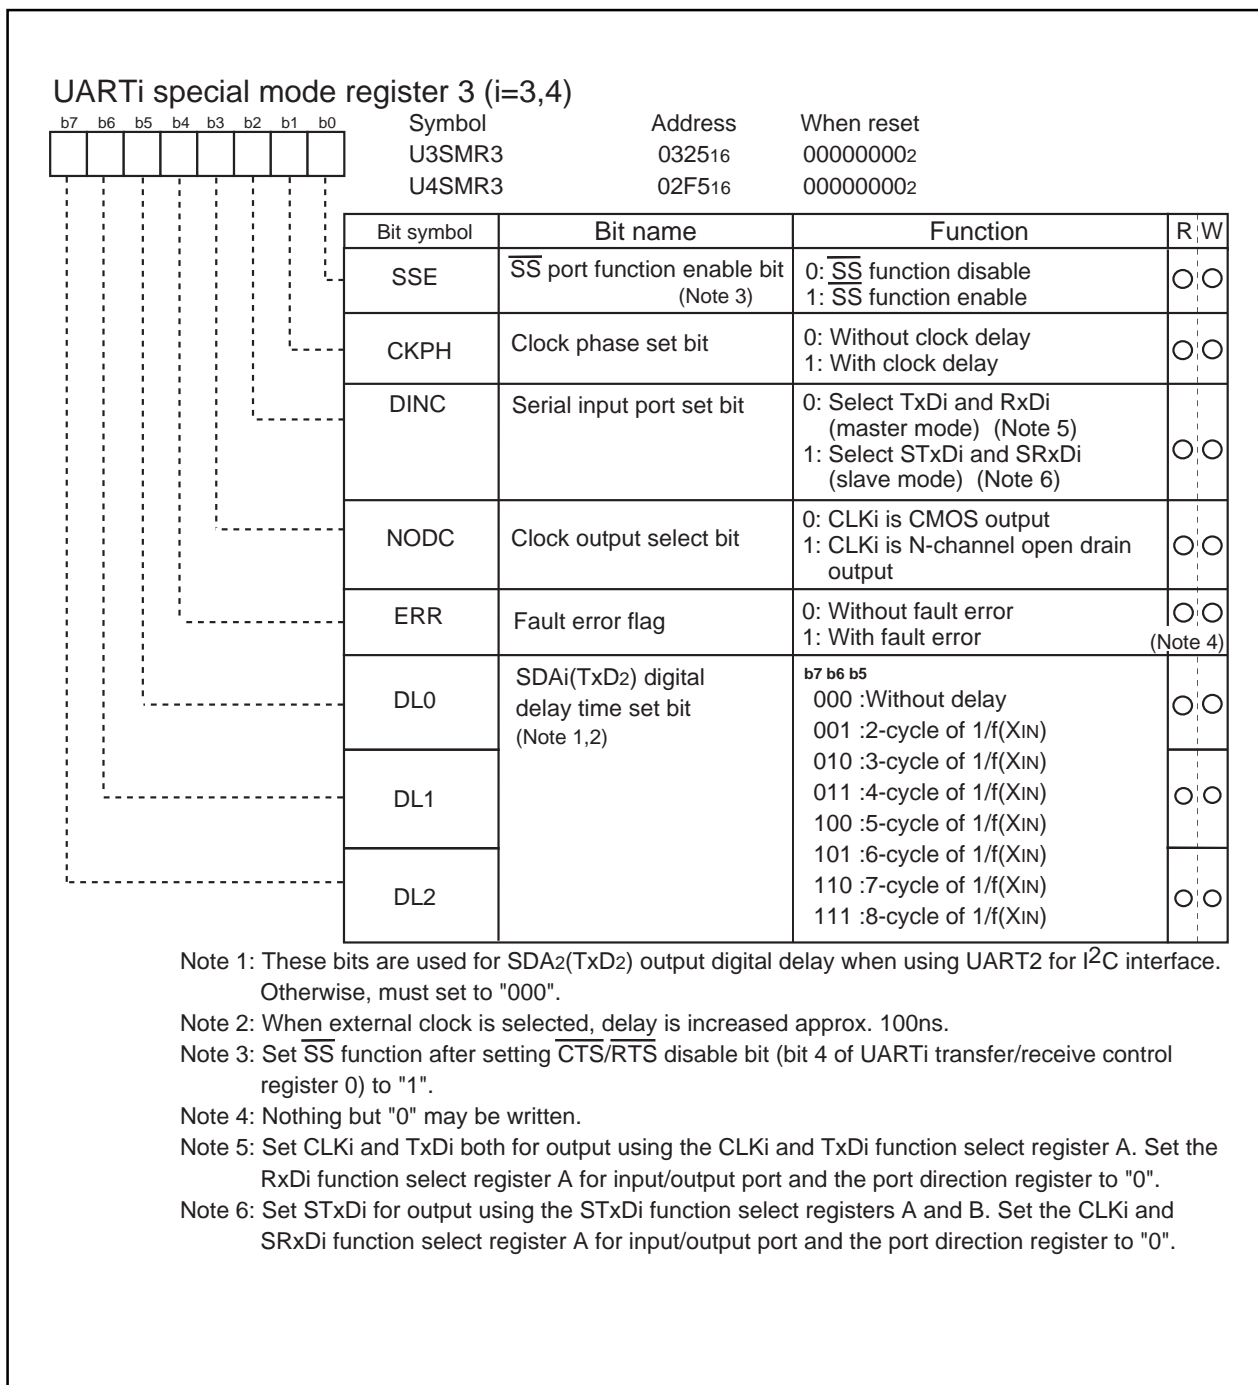 UARTi special mode register 3 (i=3,4)
b7 b6 b5 b4 b3 b2 b1 b0
Symbol Address When reset
U3SMR3 032516 000000002
U4SMR3 02F516 000000002
Bit symbol Bit name Function R W
SSE
SS port function enable bit
(Note 3)
0: SS function disable
1: SS function enable
CKPH
Clock phase set bit
0: Without clock delay
1: With clock delay
DINC
Serial input port set bit
0: Select TxDi and RxDi
(master mode) (Note 5)
1: Select STxDi and SRxDi
(slave mode) (Note 6)
NODC
Clock output select bit
0: CLKi is CMOS output
1: CLKi is N-channel open drain
output
ERR
Fault error flag
0: Without fault error
1: With fault error
(Note 4)
DL0
SDAi(TxD2) digital
delay time set bit
(Note 1,2)
b7 b6 b5
000 :Without delay
001 :2-cycle of 1/f(XIN)
010 :3-cycle of 1/f(XIN)
011 :4-cycle of 1/f(XIN)
100 :5-cycle of 1/f(XIN)
101 :6-cycle of 1/f(XIN)
110 :7-cycle of 1/f(XIN)
111 :8-cycle of 1/f(XIN)
DL1
DL2
Note 1: These bits are used for SDA2(TxD2) output digital delay when using UART2 for I2C interface.
Otherwise, must set to "000".
Note 2: When external clock is selected, delay is increased approx. 100ns.
Note 3: Set SS function after setting CTS/RTS disable bit (bit 4 of UARTi transfer/receive control
register 0) to "1".
Note 4: Nothing but "0" may be written.
Note 5: Set CLKi and TxDi both for output using the CLKi and TxDi function select register A. Set the
RxDi function select register A for input/output port and the port direction register to "0".
Note 6: Set STxDi for output using the STxDi function select registers A and B. Set the CLKi and
SRxDi function select register A for input/output port and the port direction register to "0".